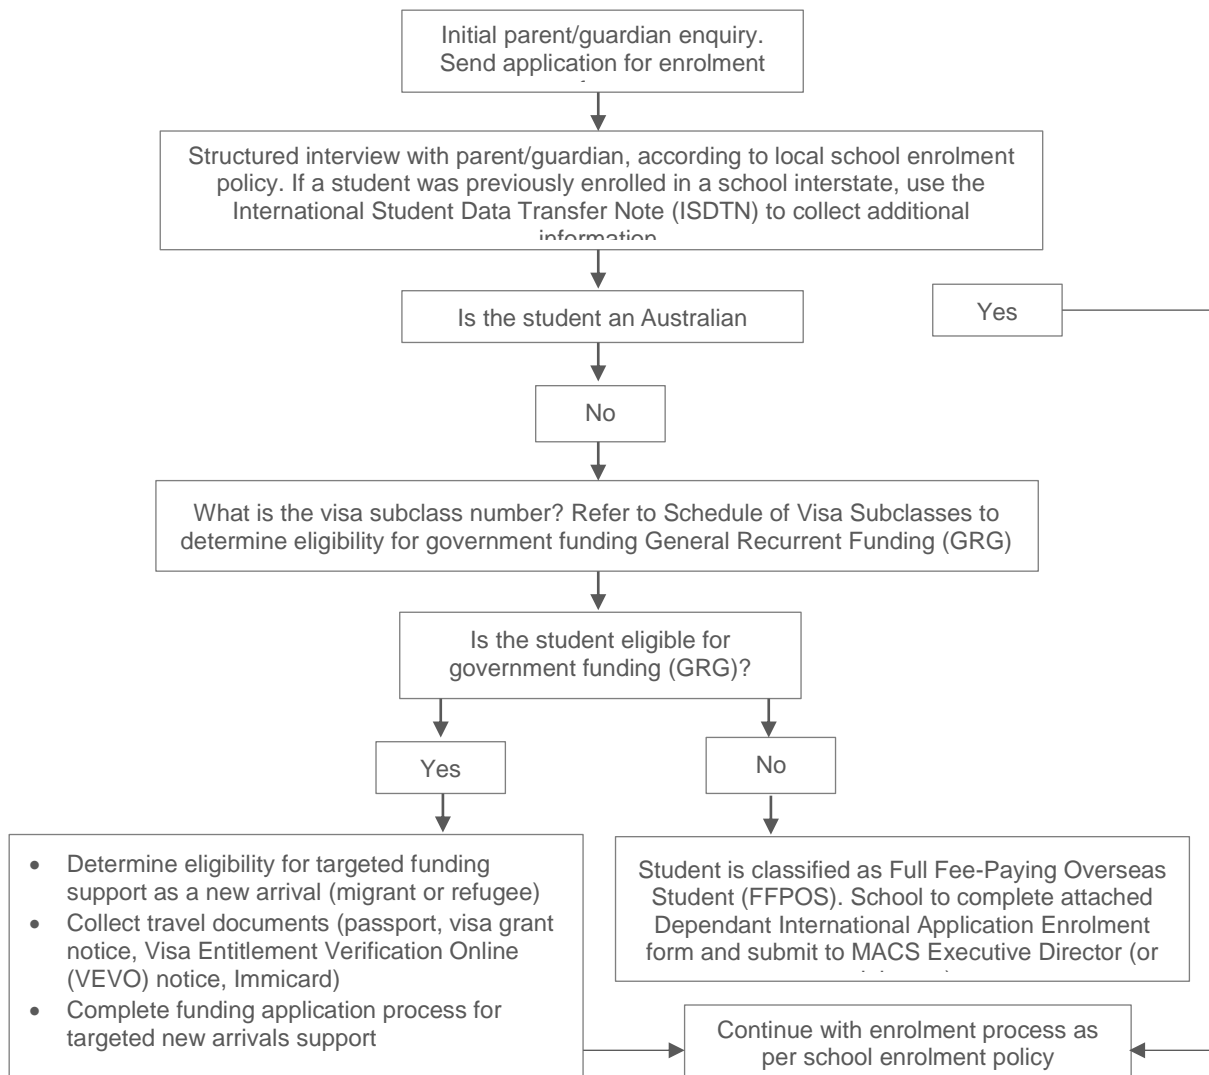 Initial parent/guardian enquiry.
Send application for enrolment
Structured interview with parent/guardian, according to local school enrolment
policy. If a student was previously enrolled in a school interstate, use the
International Student Data Transfer Note (ISDTN) to collect additional
information
Is the student an Australian
Yes
No
What is the visa subclass number? Refer to Schedule of Visa Subclasses to
determine eligibility for government funding General Recurrent Funding (GRG)
Is the student eligible for
government funding (GRG)?
Yes
No
• Determine eligibility for targeted funding
support as a new arrival (migrant or refugee)
• Collect travel documents (passport, visa grant
notice, Visa Entitlement Verification Online
(VEVO) notice, Immicard)
• Complete funding application process for
targeted new arrivals support
Student is classified as Full Fee-Paying Overseas
Student (FFPOS). School to complete attached
Dependant International Application Enrolment
form and submit to MACS Executive Director (or
Continue with enrolment process as
per school enrolment policy